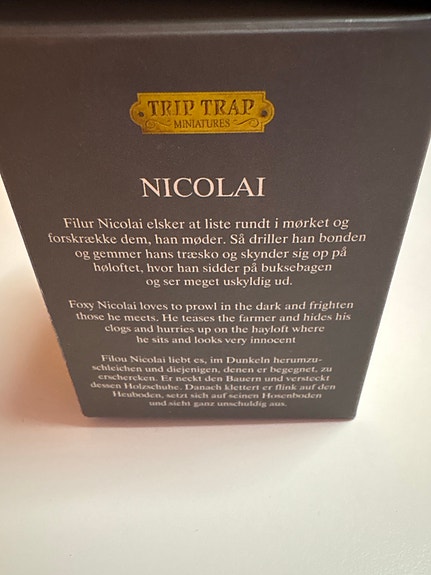 TRIP TRAP
MINIATURES
NICOLAI
Filur Nicolai elsker at liste rundt i mørket og
forskrække dem, han møder. Så driller han bonden
og gemmer hans træsko og skynder sig op på
høloftet, hvor han sidder på buksebagen
og ser meget uskyldig ud.
Foxy Nicolai loves to prowl in the dark and frighten
those he meets. He teases the farmer and hides his
clogs and hurries up on the hayloft where
he sits and looks very innocent
Filou Nicolai liebt es, im Dunkeln herumzu-
schleichen und diejenigen, denen er begegnet, zu
erschercken. Er neckt den Bauern und versteckt
dessen Holzschuhe. Danach klettert er flink auf den
Heuboden, setzt sich auf seinen Hosenboden
und sieht ganz unschuldig aus.